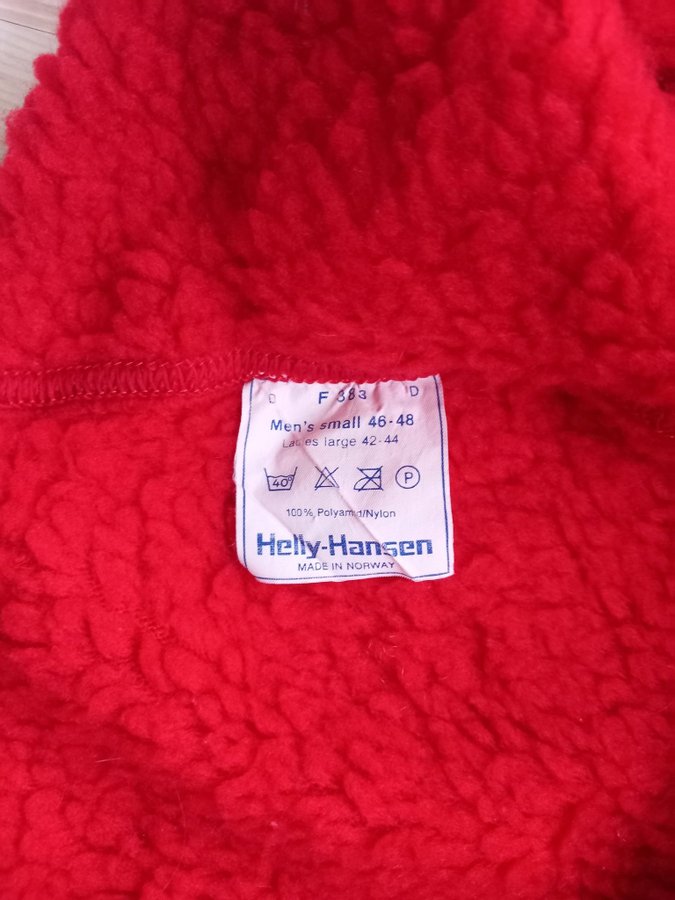 D F 383 D
Men's small 46-48
Ladies large 42-44
40° P
100% Polyamid/Nylon
Helly-Hansen
MADE IN NORWAY